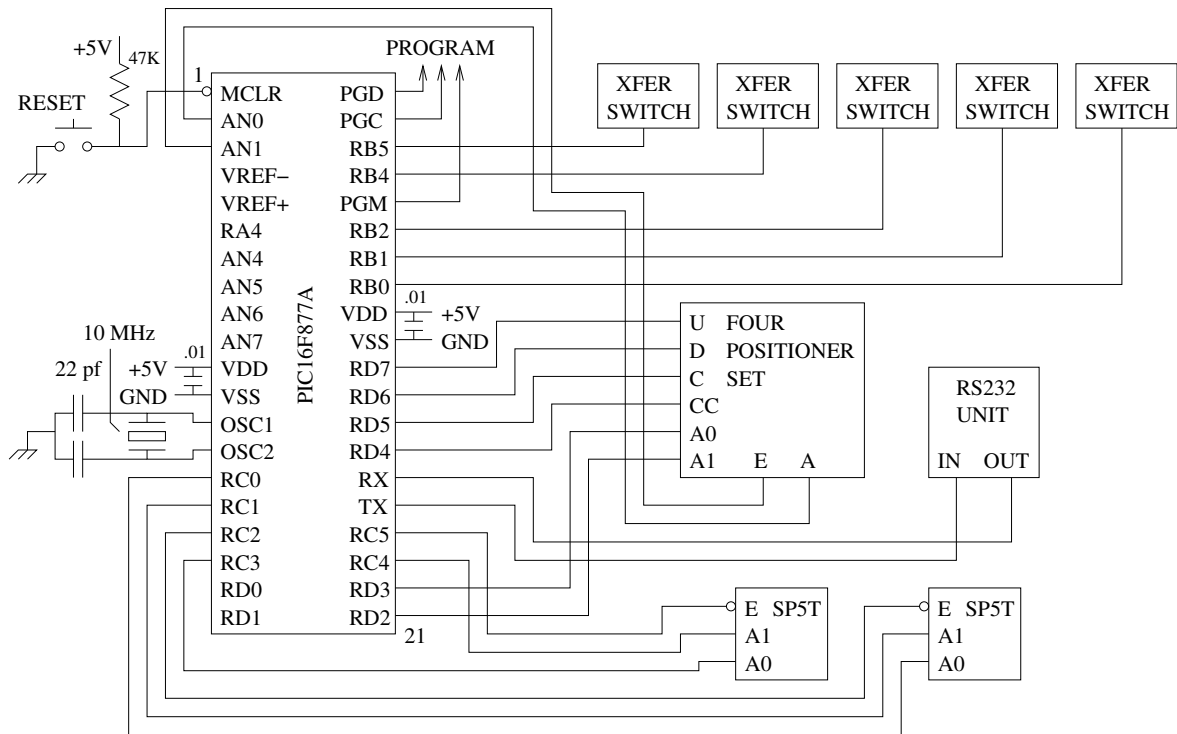 +5V
47K
RESET
10 MHz
22 pf
+5V
.01
GND
1
MCLR
AN0
AN1
VREF−
VREF+
RA4
AN4
AN5
AN6
AN7
VDD
VSS
OSC1
OSC2
RC0
RC1
RC2
RC3
RD0
RD1
PIC16F877A
PROGRAM
PGD
PGC
RB5
RB4
PGM
RB2
RB1
RB0
VDD
VSS
RD7
RD6
RD5
RD4
RX
TX
RC5
RC4
RD3
RD2
21
.01
+5V
GND
XFER
SWITCH
XFER
SWITCH
XFER
SWITCH
XFER
SWITCH
XFER
SWITCH
U FOUR
D POSITIONER
C SET
CC
A0
A1 E A
RS232
UNIT
IN OUT
E SP5T
A1
A0
E SP5T
A1
A0